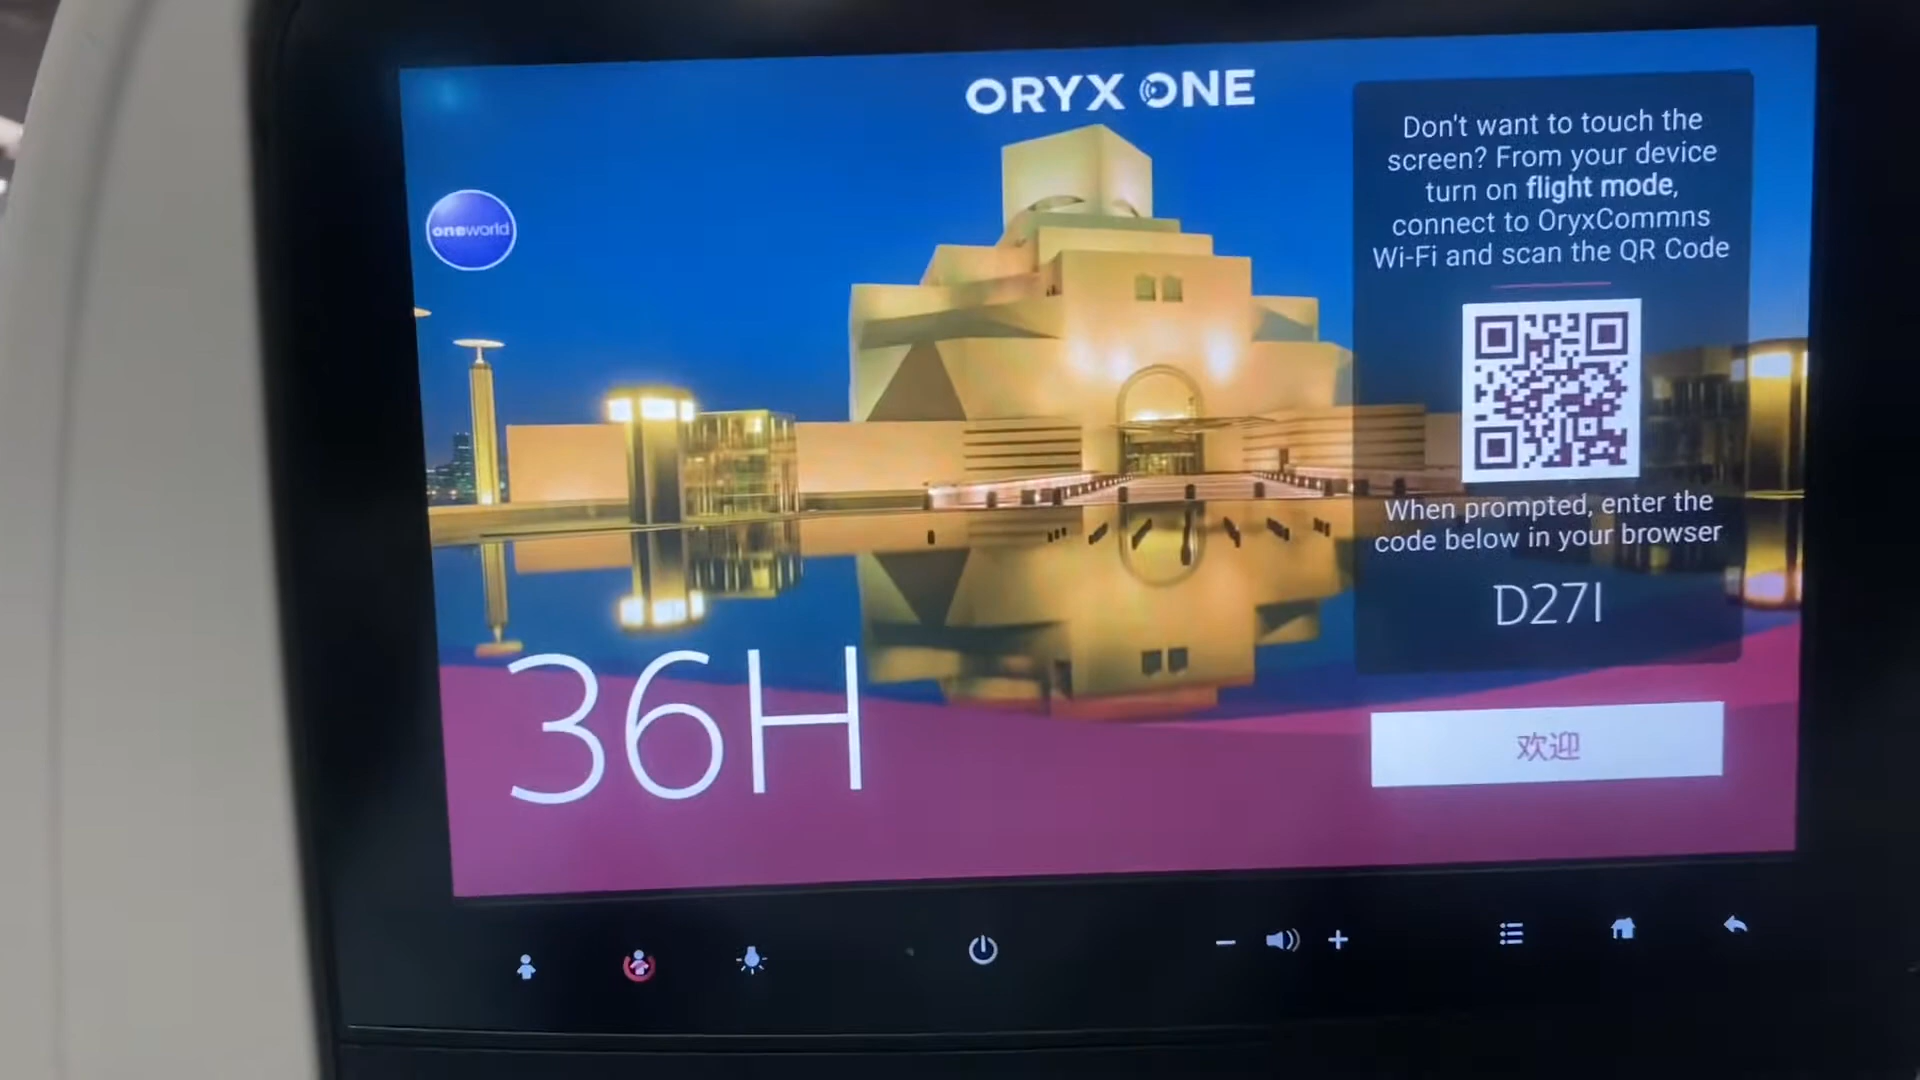 ORYX ONE
oneworld
Don't want to touch the
screen? From your device
turn on flight mode,
connect to OryxCommns
Wi-Fi and scan the QR Code
When prompted, enter the
code below in your browser
D27I
36H
欢迎